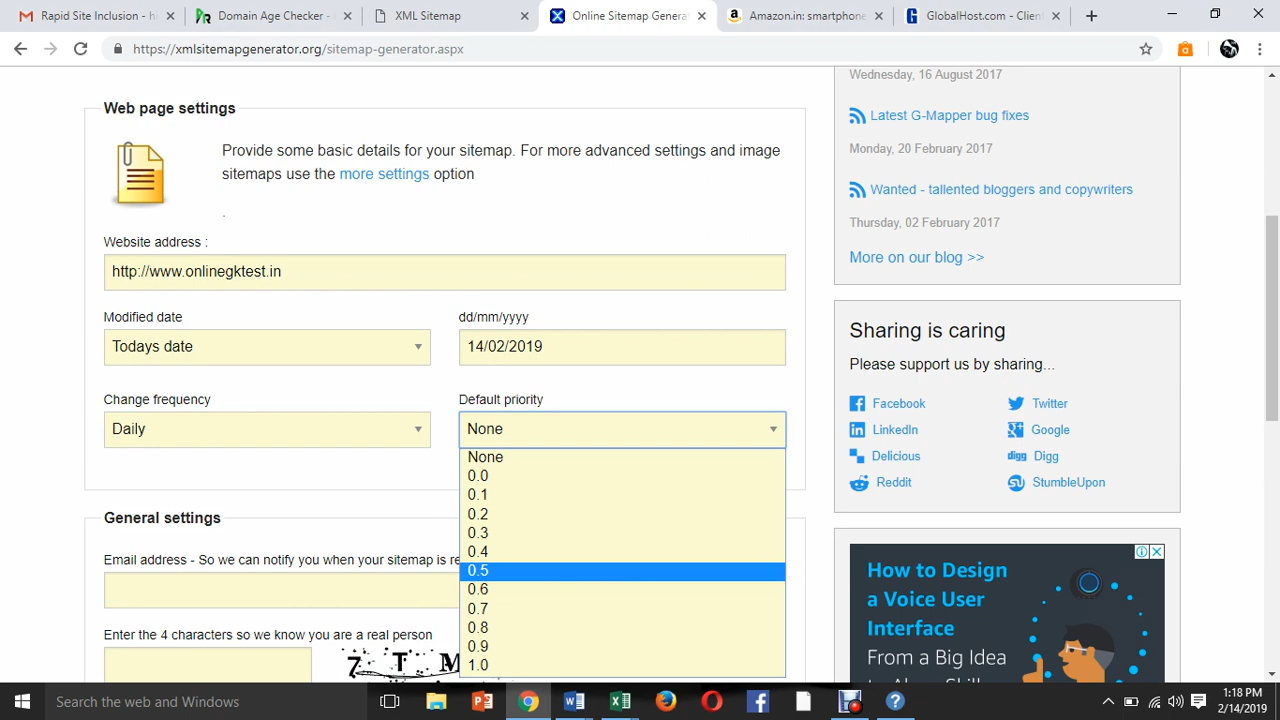 Rapid Site Inclusion - h
Domain Age Checker -
XML Sitemap
Online Sitemap Genera
Amazon.in: smartphone
GlobalHost.com - Clien
https://xmlsitemapgenerator.org/sitemap-generator.aspx
Web page settings
Provide some basic details for your sitemap. For more advanced settings and image
sitemaps use the more settings option
.
Website address :
http://www.onlinegktest.in
Modified date
dd/mm/yyyy
Todays date
14/02/2019
Change frequency
Default priority
Daily
None
None
0.0
0.1
0.2
0.3
0.4
0.5
0.6
0.7
0.8
0.9
1.0
General settings
Email address - So we can notify you when your sitemap is re
Enter the 4 characters so we know you are a real person
7 T M
Wednesday, 16 August 2017
Latest G-Mapper bug fixes
Monday, 20 February 2017
Wanted - tallented bloggers and copywriters
Thursday, 02 February 2017
More on our blog >>
Sharing is caring
Please support us by sharing...
Facebook
Twitter
LinkedIn
Google
Delicious
Digg
Reddit
StumbleUpon
How to Design
a Voice User
Interface
From a Big Idea
Search the web and Windows
1:18 PM
2/14/2019